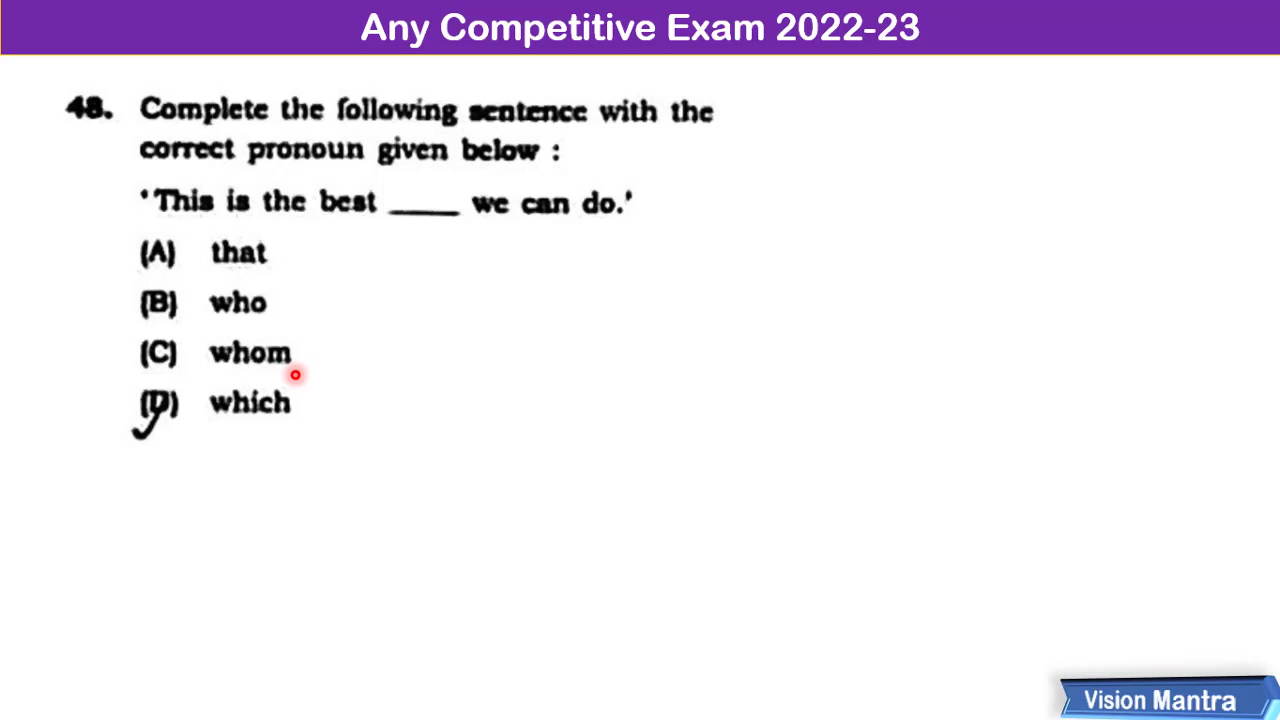 Any Competitive Exam 2022-23
48. Complete the following sentence with the
correct pronoun given below :
'This is the best ____ we can do.'
(A) that
(B) who
(C) whom
(D) which
Vision Mantra